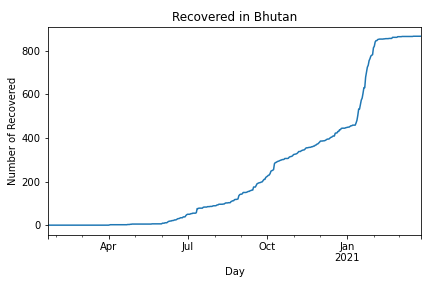 Recovered in Bhutan
Number of Recovered
800
600
400
200
0
Apr
Jul
Oct
Jan
2021
Day